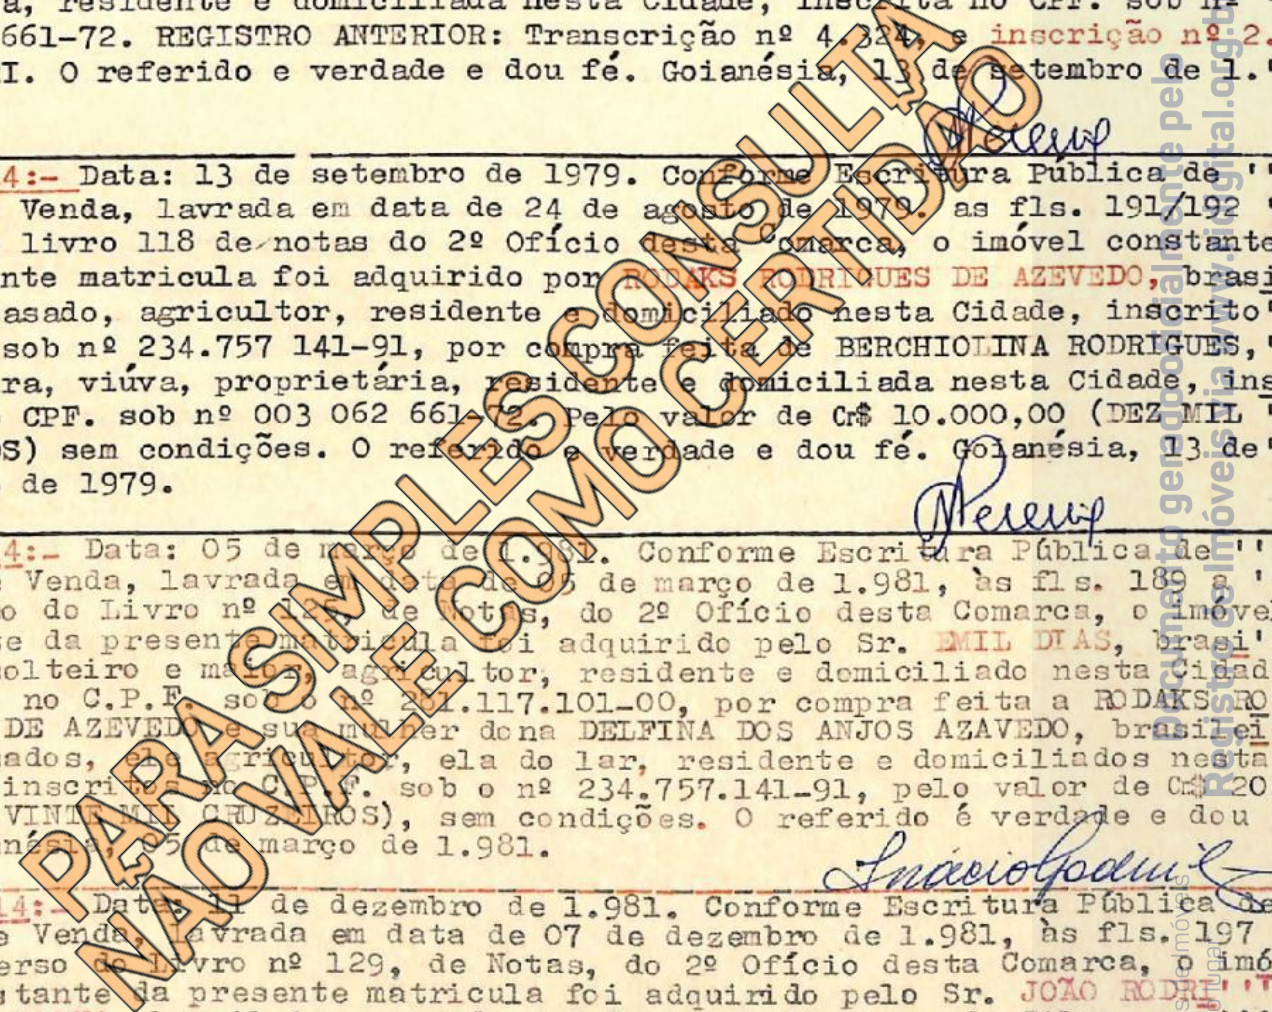 a, residente e domiciliada nesta Cidade, inscrita no CPF. sob nº
661-72. REGISTRO ANTERIOR: Transcrição nº 4.324, e inscrição nº 2.
I. O referido e verdade e dou fé. Goianésia, 13 de setembro de 1.'
4:- Data: 13 de setembro de 1979. Conforme Escritura Pública de ''
Venda, lavrada em data de 24 de agosto de 1979. as fls. 191/192 '
livro 118 de notas do 2º Ofício desta Comarca, o imóvel constante
nte matricula foi adquirido por RODAKS RODRIGUES DE AZEVEDO, brasi
asado, agricultor, residente e domiciliado nesta Cidade, inscrito'
sob nº 234.757 141-91, por compra feita de BERCHIOLINA RODRIGUES, '
ra, viúva, proprietária, residente e domiciliada nesta Cidade, ins
CPF. sob nº 003 062 661-72. Pelo valor de Cr$ 10.000,00 (DEZ MIL '
S) sem condições. O referido e verdade e dou fé. Goianésia, 13 de'
de 1979.
4:- Data: 05 de março de 1.981. Conforme Escritura Pública de ''
e Venda, lavrada em data de 05 de março de 1.981, às fls. 189 e '
o do Livro nº 129, de Notas, do 2º Ofício desta Comarca, o imóvel
e da presente matricula foi adquirido pelo Sr. EMIL DIAS, brasi'
olteiro e maior, agricultor, residente e domiciliado nesta Cidad
no C.P.F. sob o nº 281.117.101-00, por compra feita a RODAKS RO
DE AZEVEDO e sua mulher dona DELFINA DOS ANJOS AZAVEDO, brasilei
ados, ele agricultor, ela do lar, residente e domiciliados nesta
inscritos no C.P.F. sob o nº 234.757.141-91, pelo valor de Cr$ 20
VINTE MIL CRUZEIROS), sem condições. O referido é verdade e dou
nésia, 05 de março de 1.981.
Inácio Godmil
14:- Data: 11 de dezembro de 1.981. Conforme Escritura Pública de
e Venda, lavrada em data de 07 de dezembro de 1.981, às fls. 197
erso do Livro nº 129, de Notas, do 2º Ofício desta Comarca, o imó
stante da presente matricula foi adquirido pelo Sr. JOÃO RODRI'''
PARA SIMPLES CONSULTA
NÃO VALE COMO CERTIDÃO
Documento gerado oficialmente pelo
Registro de Imóveis via www.ridigital.org.b